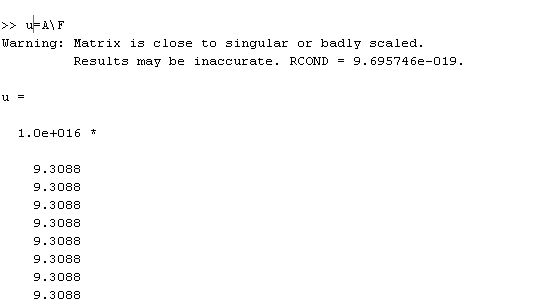 >> u=A\F
Warning: Matrix is close to singular or badly scaled.
         Results may be inaccurate. RCOND = 9.695746e-019.
u =
  1.0e+016 *
    9.3088
    9.3088
    9.3088
    9.3088
    9.3088
    9.3088
    9.3088
    9.3088